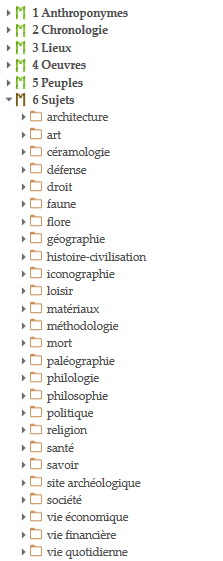 1 Anthroponymes
2 Chronologie
3 Lieux
4 Oeuvres
5 Peuples
6 Sujets
architecture
art
céramologie
défense
droit
faune
flore
géographie
histoire-civilisation
iconographie
loisir
matériaux
méthodologie
mort
paléographie
philologie
philosophie
politique
religion
santé
savoir
site archéologique
société
vie économique
vie financière
vie quotidienne